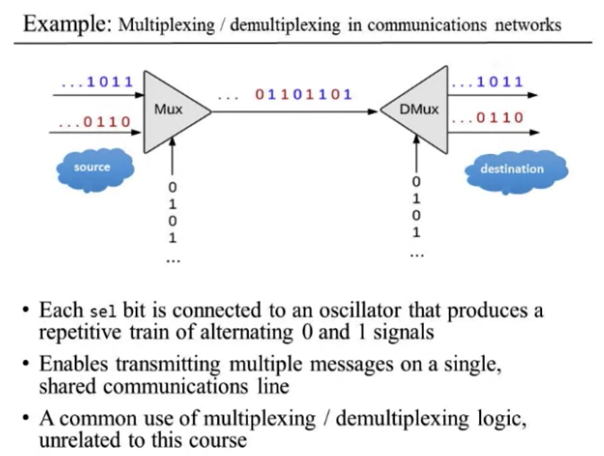 Example: Multiplexing / demultiplexing in communications networks
...1011
...0110
Mux
source
0
1
0
1
...
... 01101101
DMux
...1011
...0110
destination
0
1
0
1
...
• Each sel bit is connected to an oscillator that produces a
repetitive train of alternating 0 and 1 signals
• Enables transmitting multiple messages on a single,
shared communications line
• A common use of multiplexing / demultiplexing logic,
unrelated to this course